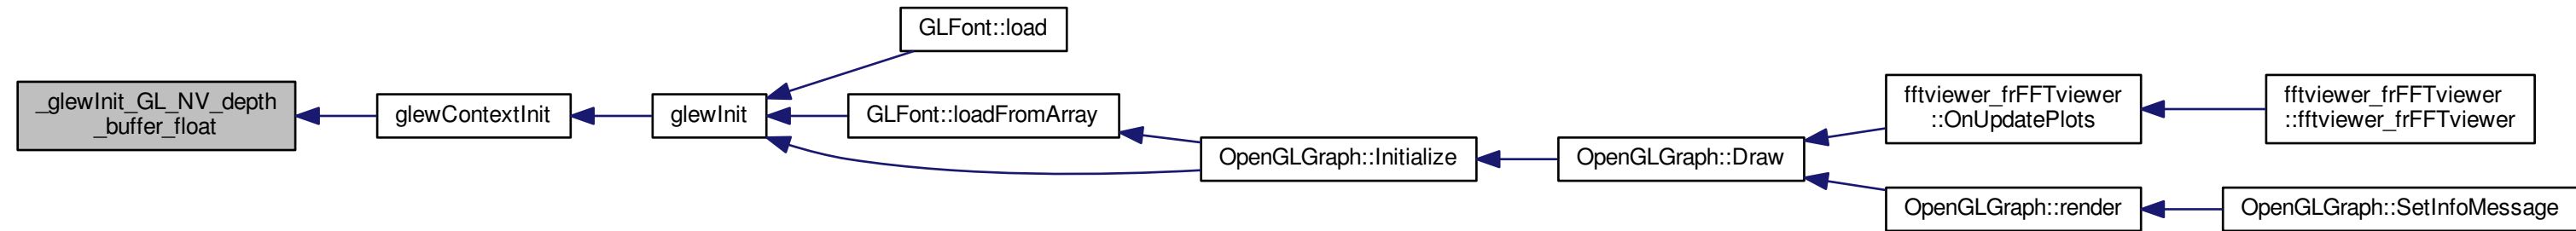 _glewInit_GL_NV_depth
_buffer_float
glewContextInit
glewInit
GLFont::load
GLFont::loadFromArray
OpenGLGraph::Initialize
OpenGLGraph::Draw
fftviewer_frFFTviewer
::OnUpdatePlots
fftviewer_frFFTviewer
::fftviewer_frFFTviewer
OpenGLGraph::render
OpenGLGraph::SetInfoMessage